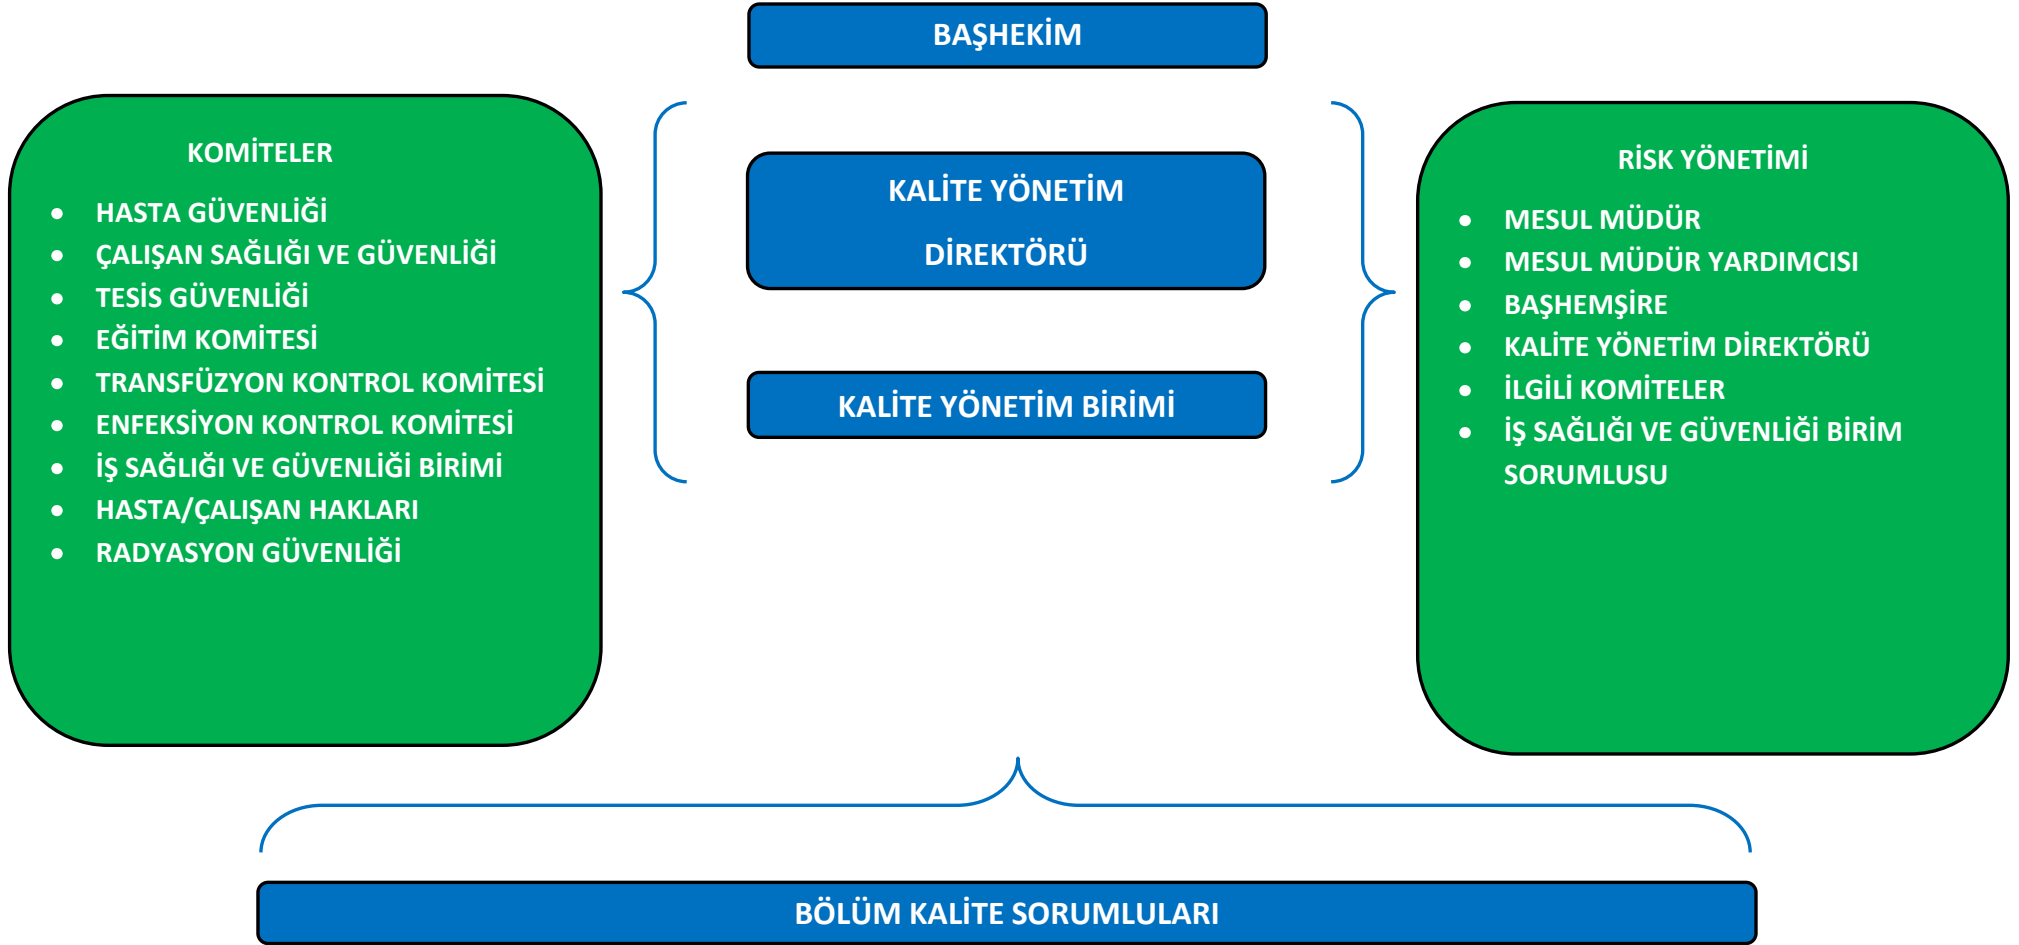 BAŞHEKİM
KOMİTELER
• HASTA GÜVENLİĞİ
• ÇALIŞAN SAĞLIĞI VE GÜVENLİĞİ
• TESİS GÜVENLİĞİ
• EĞİTİM KOMİTESİ
• TRANSFÜZYON KONTROL KOMİTESİ
• ENFEKSİYON KONTROL KOMİTESİ
• İŞ SAĞLIĞI VE GÜVENLİĞİ BİRİMİ
• HASTA/ÇALIŞAN HAKLARI
• RADYASYON GÜVENLİĞİ
KALİTE YÖNETİM
DİREKTÖRÜ
KALİTE YÖNETİM BİRİMİ
RİSK YÖNETİMİ
• MESUL MÜDÜR
• MESUL MÜDÜR YARDIMCISI
• BAŞHEMŞİRE
• KALİTE YÖNETİM DİREKTÖRÜ
• İLGİLİ KOMİTELER
• İŞ SAĞLIĞI VE GÜVENLİĞİ BİRİM
SORUMLUSU
BÖLÜM KALİTE SORUMLULARI